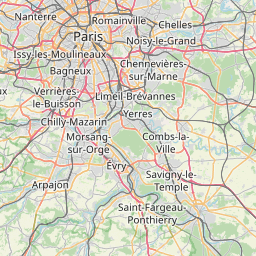 Nanterre
Romainville
Chelles
Paris
Noisy-le-Grand
Issy-les-Moulineaux
Bagneux
Chennevières-
sur-Marne
Verrières-
le-Buisson
Limeil-Brévannes
Yerres
Chilly-Mazarin
Morsang-
sur-Orge
Combs-la-
Ville
Évry
Savigny-le-
Temple
Arpajon
Saint-Fargeau-
Ponthierry